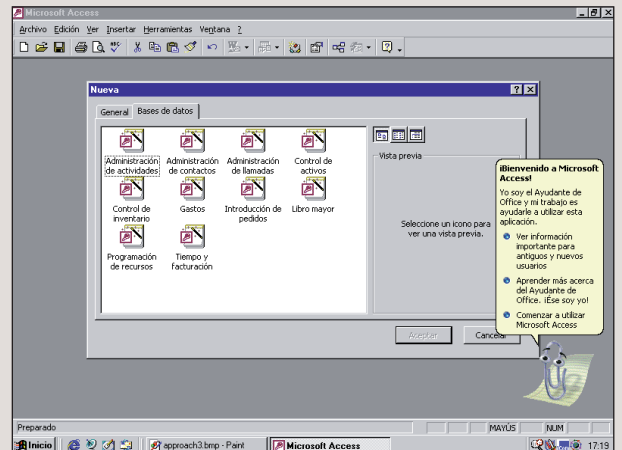 Microsoft Access
Archivo Edición Ver Insertar Herramientas Ventana ?
Nueva
General
Bases de datos
Administración de actividades
Administración de contactos
Administración de llamadas
Control de activos
Control de inventario
Gastos
Introducción de pedidos
Libro mayor
Programación de recursos
Tiempo y facturación
Vista previa
Seleccione un icono para
ver una vista previa.
Aceptar
Cancelar
¡Bienvenido a Microsoft
Access!
Yo soy el Ayudante de
Office y mi trabajo es
ayudarle a utilizar esta
aplicación.
Ver información
importante para
antiguos y nuevos
usuarios
Aprender más acerca
del Ayudante de
Office. ¡Ése soy yo!
Comenzar a utilizar
Microsoft Access
Preparado
MAYÚS
NUM
Inicio
approach3.bmp - Paint
Microsoft Access
17:19